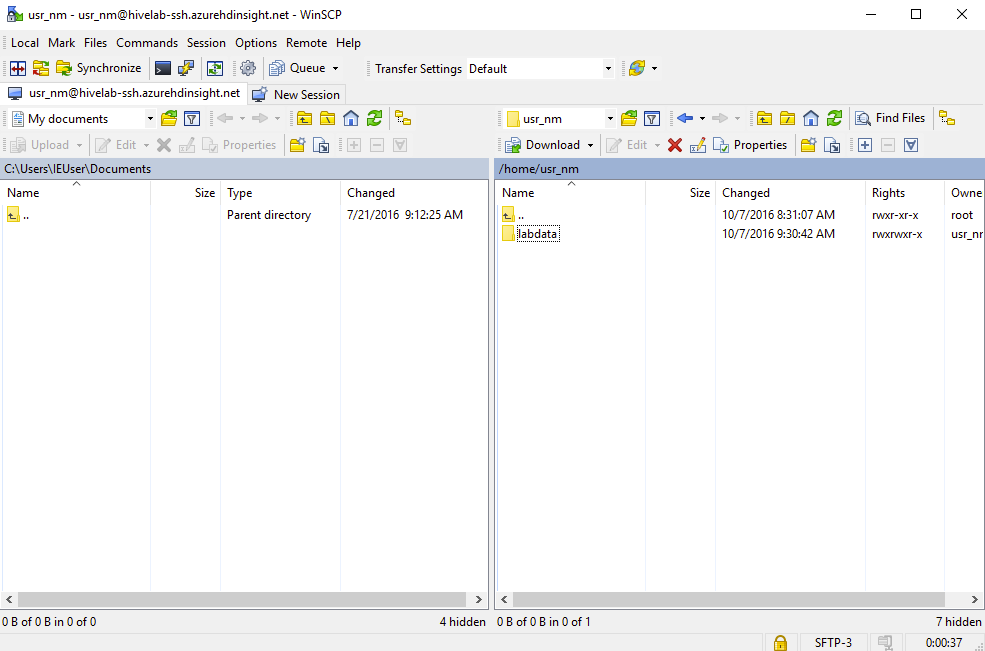 usr_nm - usr_nm@hivelab-ssh.azurehdinsight.net - WinSCP
Local Mark Files Commands Session Options Remote Help
Synchronize Queue Transfer Settings Default
usr_nm@hivelab-ssh.azurehdinsight.net New Session
My documents usr_nm Find Files
Upload Edit Properties Download Edit Properties
C:\Users\IEUser\Documents /home/usr_nm
Name Size Type Changed Name Size Changed Rights Owne
.. Parent directory 7/21/2016 9:12:25 AM .. 10/7/2016 8:31:07 AM rwxr-xr-x root
labdata 10/7/2016 9:30:42 AM rwxrwxr-x usr_nr
0 B of 0 B in 0 of 0 4 hidden 0 B of 0 B in 0 of 1 7 hidden
SFTP-3 0:00:37